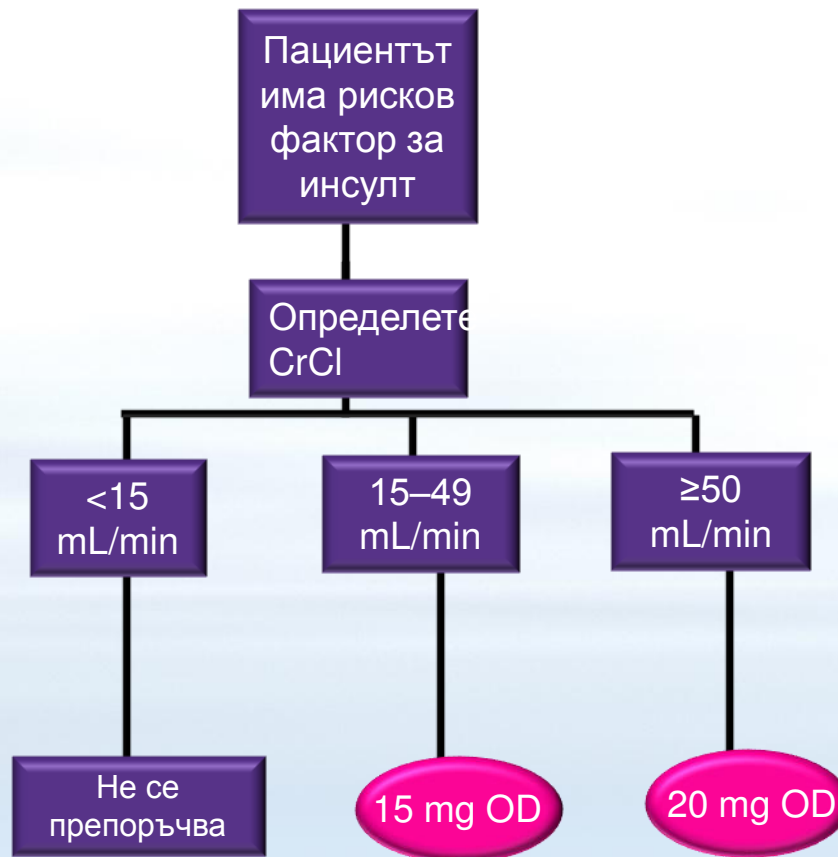 Пациентът
има рисков
фактор за
инсулт
Определете
CrCl
<15
mL/min
15–49
mL/min
≥50
mL/min
Не се
препоръчва
15 mg OD
20 mg OD